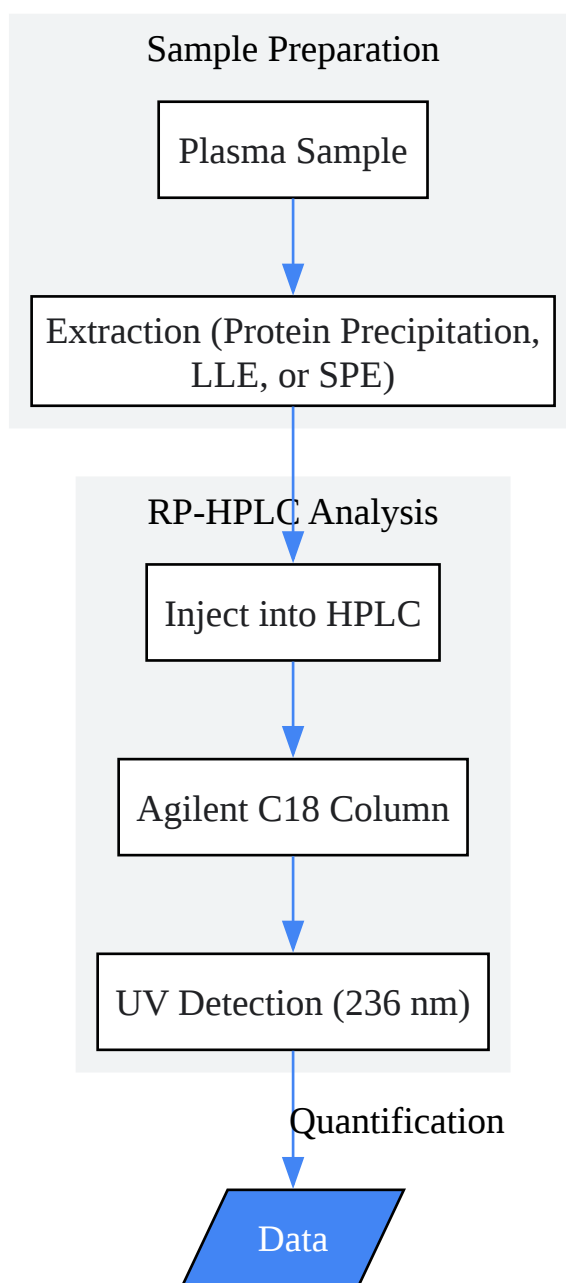 Sample Preparation
Plasma Sample
Extraction (Protein Precipitation,
LLE, or SPE)
RP-HPLC Analysis
Inject into HPLC
Agilent C18 Column
UV Detection (236 nm)
Quantification
Data